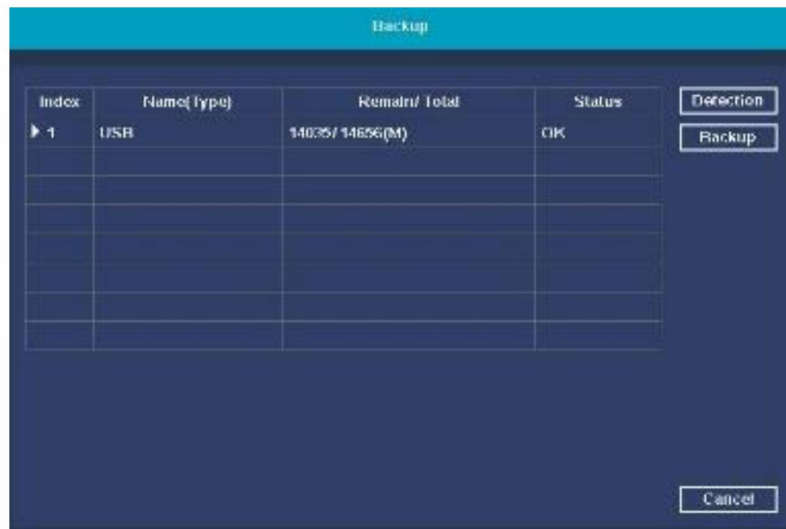 Backup
Index Name(Type) Remain/ Total Status Detection
1 USB 14035/ 14656(M) OK Backup
Cancel